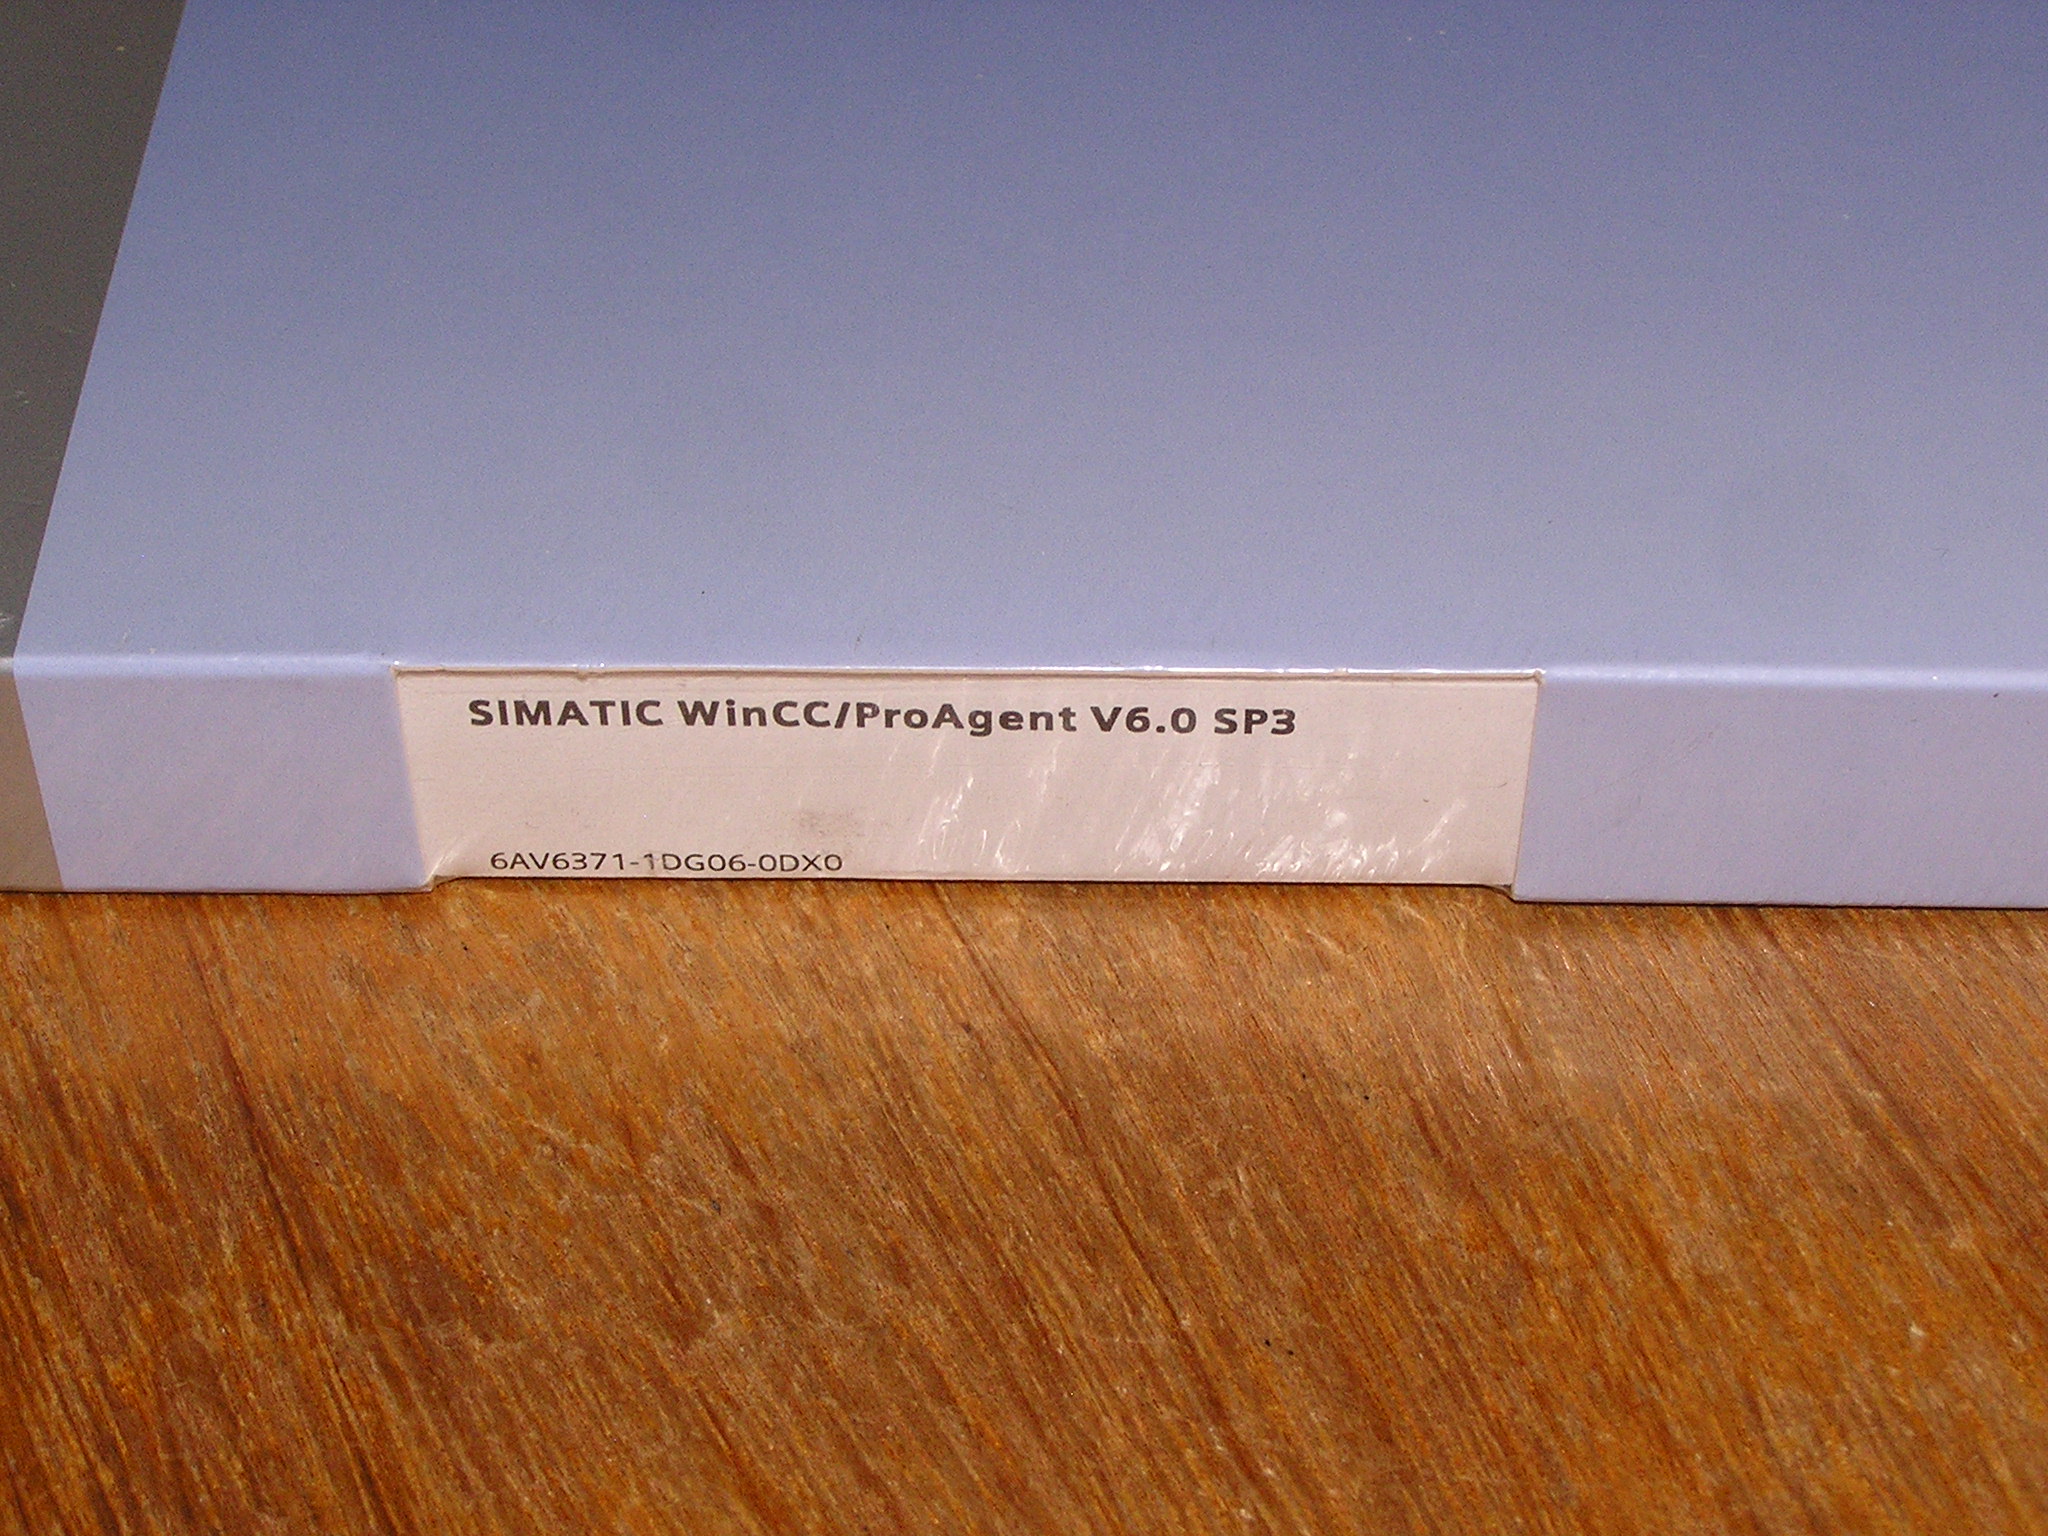 SIMATIC WinCC/ProAgent V6.0 SP3
6AV6371-1DG06-0DX0